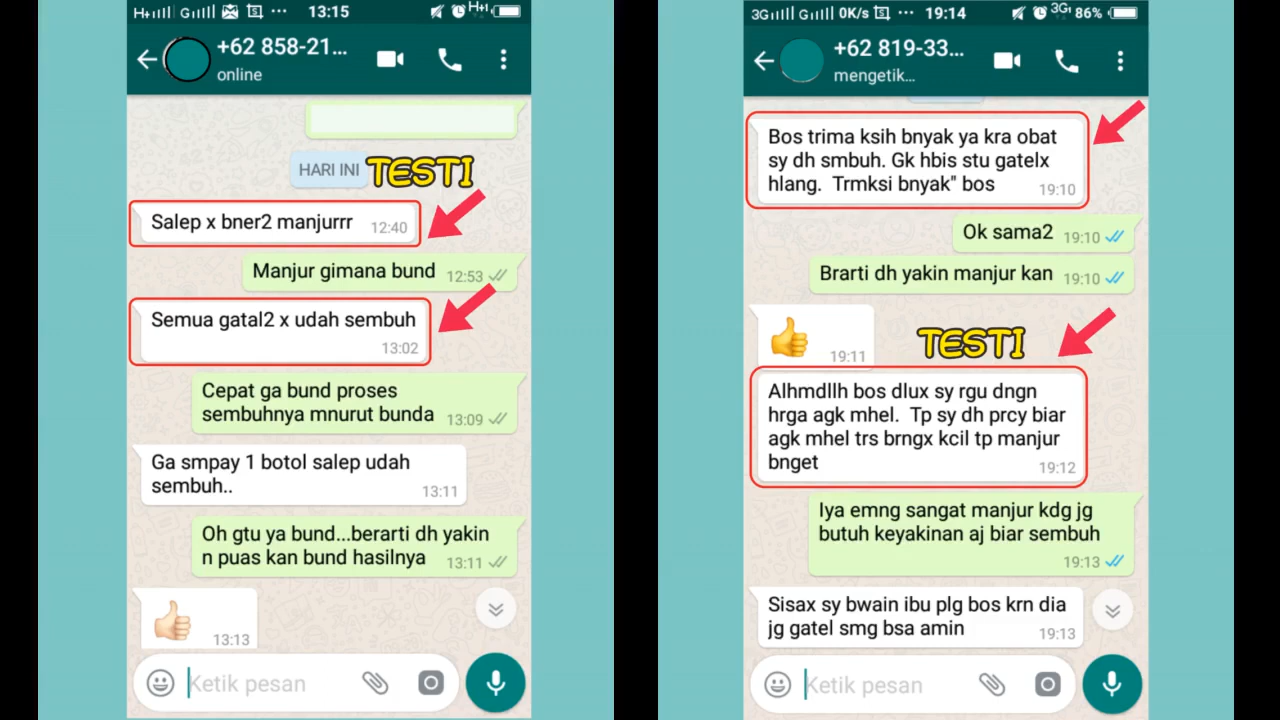 H+ G 13:15 H+
+62 858-21...
online
HARI INI TESTI
Salep x bner2 manjurrr 12:40
Manjur gimana bund 12:53
Semua gatal2 x udah sembuh
13:02
Cepat ga bund proses
sembuhnya mnurut bunda 13:09
Ga smpay 1 botol salep udah
sembuh.. 13:11
Oh gtu ya bund...berarti dh yakin
n puas kan bund hasilnya 13:11
13:13
Ketik pesan
3G G 0K/s 19:14 3G 86%
+62 819-33...
mengetik...
Bos trima ksih bnyak ya kra obat
sy dh smbuh. Gk hbis stu gatelx
hlang. Trmksi bnyak" bos 19:10
Ok sama2 19:10
Brarti dh yakin manjur kan 19:10
19:11
TESTI
Alhmdllh bos dlux sy rgu dngn
hrga agk mhel. Tp sy dh prcy biar
agk mhel trs brngx kcil tp manjur
bnget 19:12
Iya emng sangat manjur kdg jg
butuh keyakinan aj biar sembuh
19:13
Sisax sy bwain ibu plg bos krn dia
jg gatel smg bsa amin 19:13
Ketik pesan